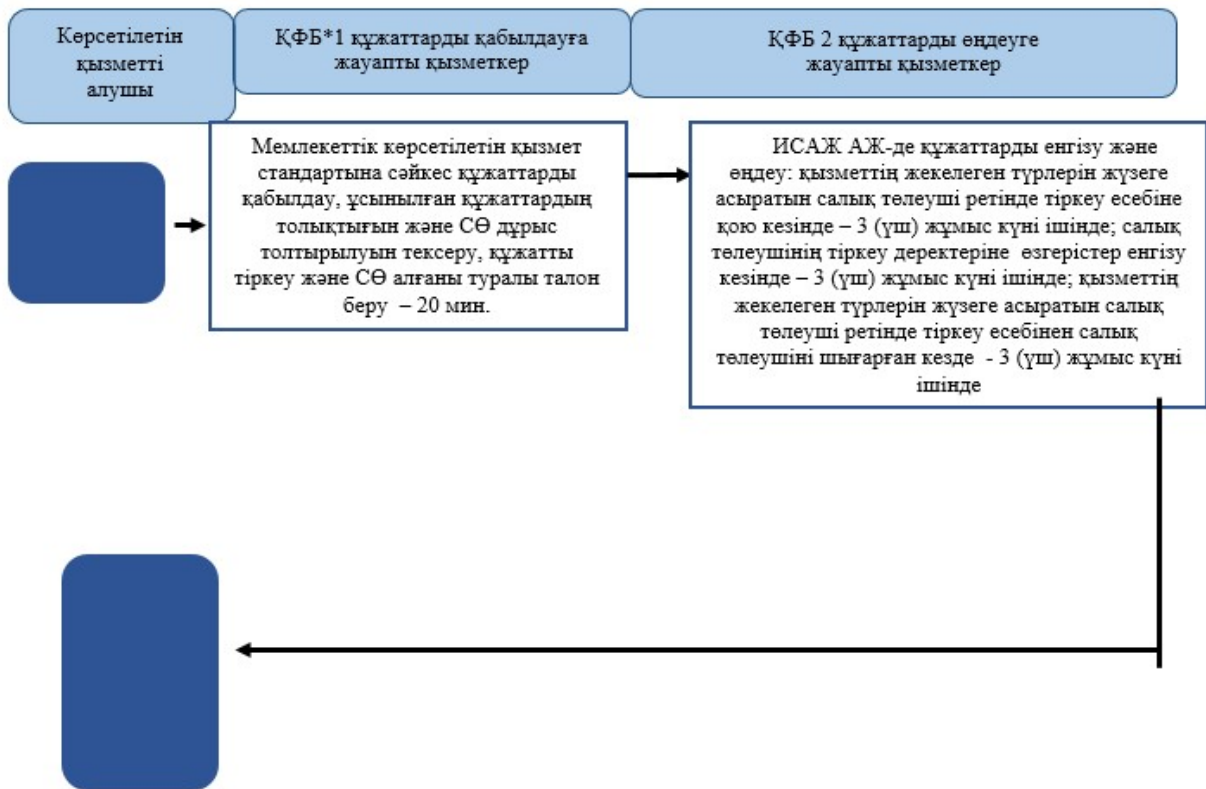 Көрсетілетін
қызметті
алушы
ҚФБ*1 құжаттарды қабылдауға
жауапты қызметкер
ҚФБ 2 құжаттарды өңдеуге
жауапты қызметкер
Мемлекеттік көрсетілетін қызмет
стандартына сәйкес құжаттарды
қабылдау, ұсынылған құжаттардың
толықтығын және СӨ дұрыс
толтырылуын тексеру, құжатты
тіркеу және СӨ алғаны туралы талон
беру – 20 мин.
ИСАЖ АЖ-де құжаттарды енгізу және
өңдеу: қызметтің жекелеген түрлерін жүзеге
асыратын салық төлеуші ретінде тіркеу есебіне
қою кезінде – 3 (үш) жұмыс күні ішінде; салық
төлеушінің тіркеу деректеріне өзгерістер енгізу
кезінде – 3 (үш) жұмыс күні ішінде; қызметтің
жекелеген түрлерін жүзеге асыратын салық
төлеуші ретінде тіркеу есебінен салық
төлеушіні шығарған кезде - 3 (үш) жұмыс күні
ішінде